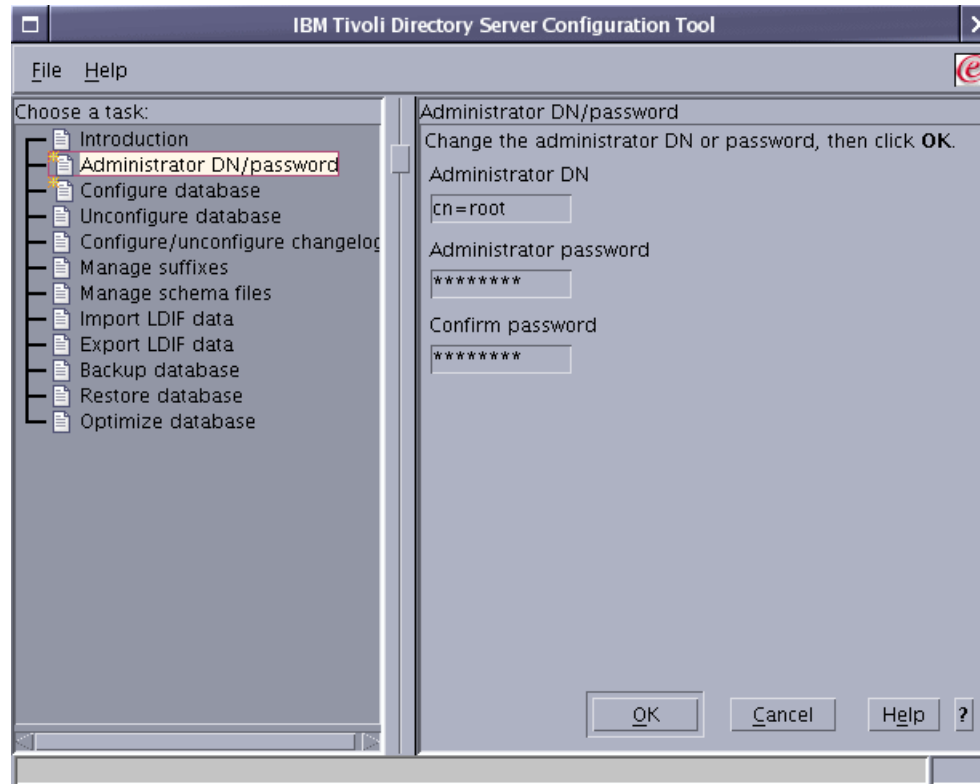 IBM Tivoli Directory Server Configuration Tool
File Help
Choose a task:
Introduction
Administrator DN/password
Configure database
Unconfigure database
Configure/unconfigure changelog
Manage suffixes
Manage schema files
Import LDIF data
Export LDIF data
Backup database
Restore database
Optimize database
Administrator DN/password
Change the administrator DN or password, then click OK.
Administrator DN
cn=root
Administrator password
********
Confirm password
********
OK Cancel Help ?